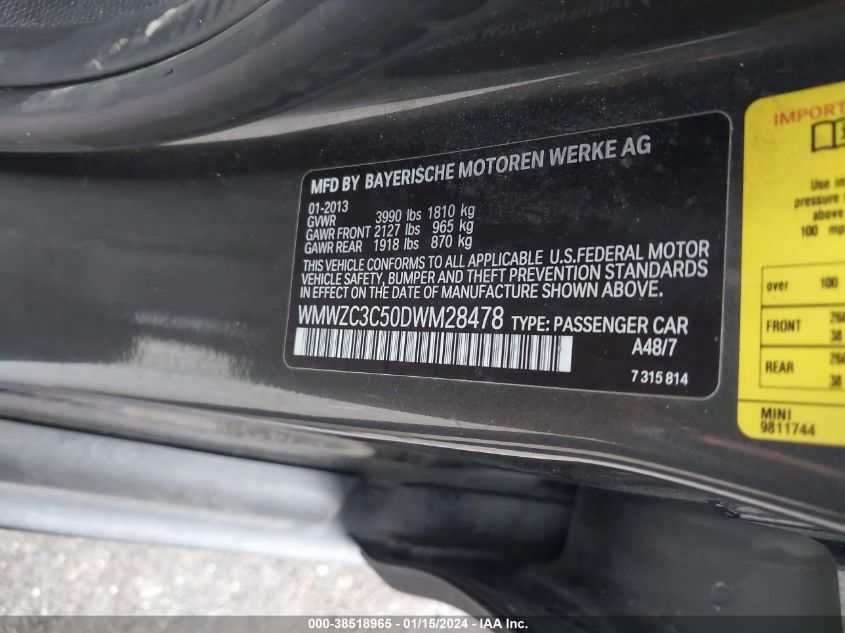 MFD BY BAYERISCHE MOTOREN WERKE AG
01-2013
GVWR 3990 lbs 1810 kg
GAWR FRONT 2127 lbs 965 kg
GAWR REAR 1918 lbs 870 kg
THIS VEHICLE CONFORMS TO ALL APPLICABLE U.S.FEDERAL MOTOR
VEHICLE SAFETY, BUMPER AND THEFT PREVENTION STANDARDS
IN EFFECT ON THE DATE OF MANUFACTURE SHOWN ABOVE.
WMWZC3C50DWM28478 TYPE: PASSENGER CAR
A48/7
7 315 814
IMPORT
Use
pressure
above
100 mp
over 100
FRONT
38
REAR
38
MINI
9811744
000-38518965 - 01/15/2024 - IAA Inc.